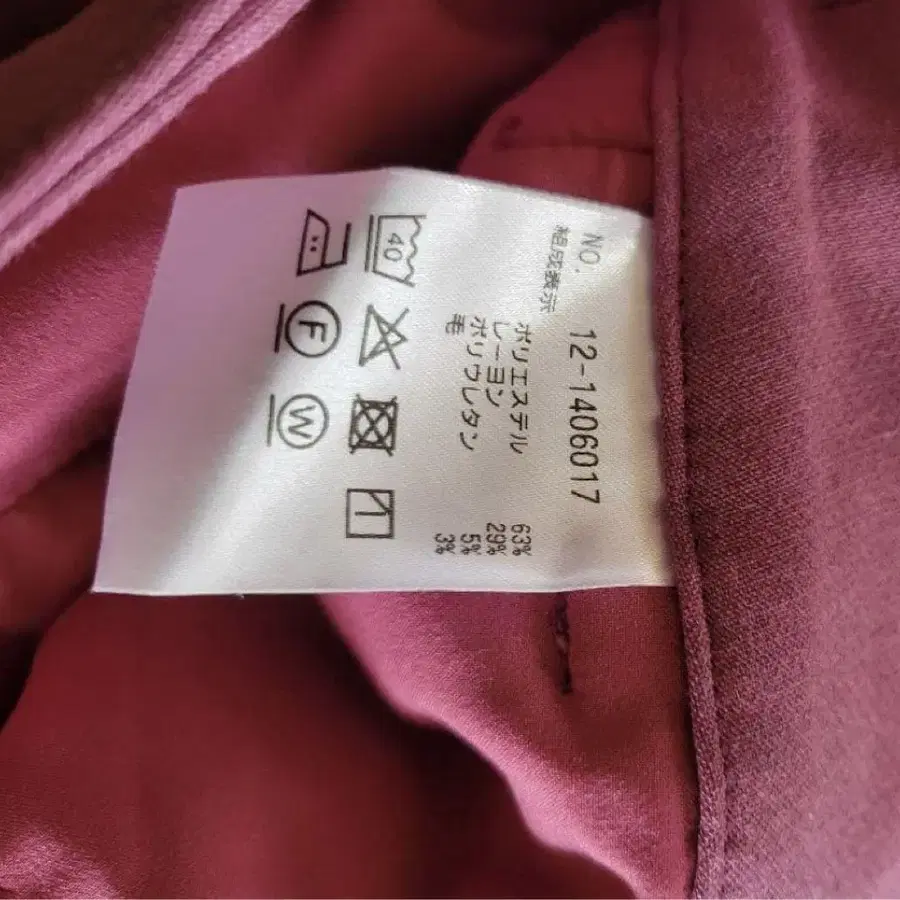 NO. 12-1406017
組成表示
ポリエステル 63%
レーヨン 29%
ポリウレタン 5%
毛 3%
40
F W